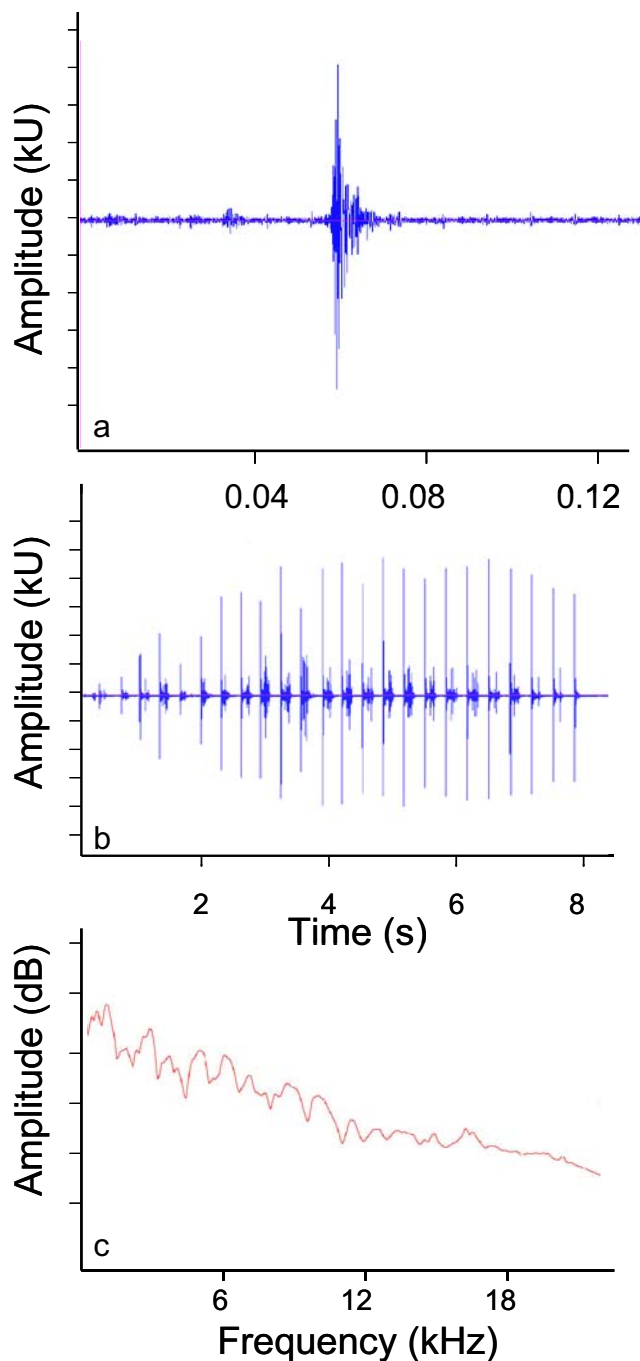 Amplitude (kU)
a
0.04 0.08 0.12
Amplitude (kU)
b
2 4 6 8
Time (s)
Amplitude (dB)
c
6 12 18
Frequency (kHz)